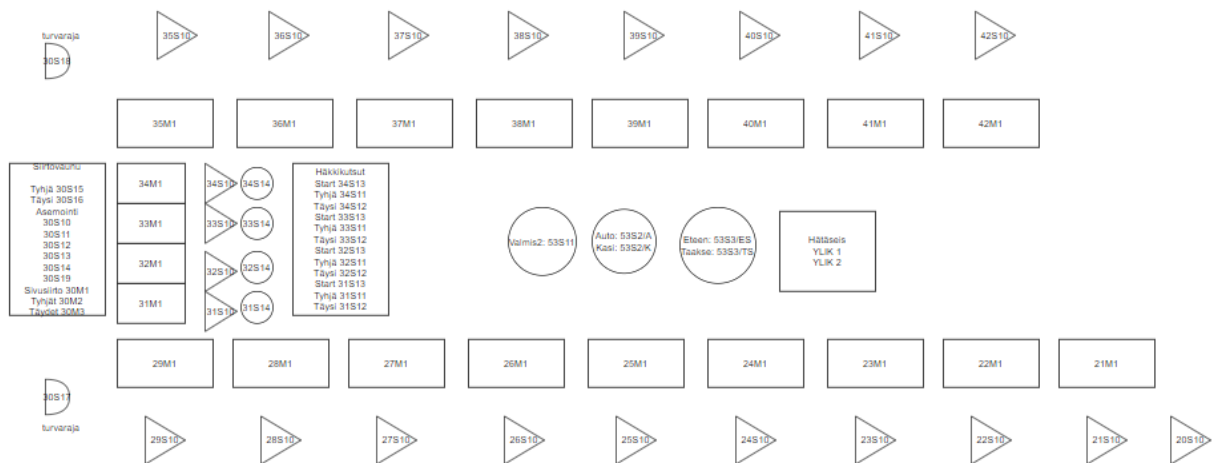 35S10 36S10 37S10 38S10 39S10 40S10 41S10 42S10
turvaraja
30S18
35M1 36M1 37M1 38M1 39M1 40M1 41M1 42M1
Siirtovaunu
Tyhjä 30S15
Täysi 30S16
Asemointi
30S10
30S11
30S12
30S13
30S14
30S19
Sivusiirto 30M1
Tyhjät 30M2
Täydet 30M3
34M1 34S10 34S14
33M1 33S10 33S14
32M1 32S10 32S14
31M1 31S10 31S14
Häkkikutsut
Start 34S13
Tyhjä 34S11
Täysi 34S12
Start 33S13
Tyhjä 33S11
Täysi 33S12
Start 32S13
Tyhjä 32S11
Täysi 32S12
Start 31S13
Tyhjä 31S11
Täysi 31S12
Valmis2: 53S11
Auto: 53S2/A
Kasi: 53S2/K
Eteen: 53S3/ES
Taakse: 53S3/TS
Hätäseis
YLIK 1
YLIK 2
29M1 28M1 27M1 26M1 25M1 24M1 23M1 22M1 21M1
30S17
turvaraja
29S10 28S10 27S10 26S10 25S10 24S10 23S10 22S10 21S10 20S10